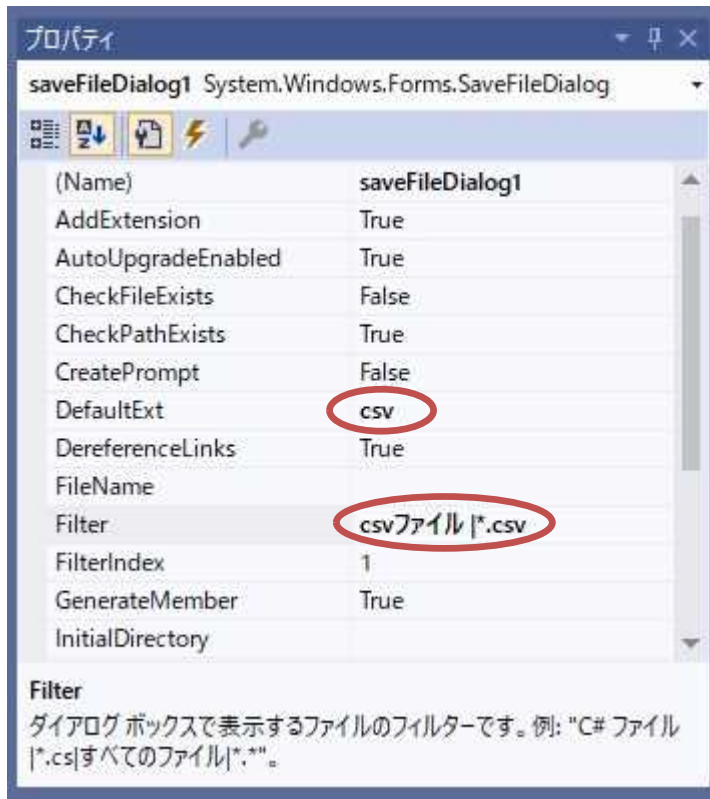 プロパティ
saveFileDialog1 System.Windows.Forms.SaveFileDialog
(Name) saveFileDialog1
AddExtension True
AutoUpgradeEnabled True
CheckFileExists False
CheckPathExists True
CreatePrompt False
DefaultExt csv
DereferenceLinks True
FileName
Filter csvファイル |*.csv
FilterIndex 1
GenerateMember True
InitialDirectory
Filter
ダイアログ ボックスで表示するファイルのフィルターです。例: "C# ファイル
|*.cs|すべてのファイル|*.*"。